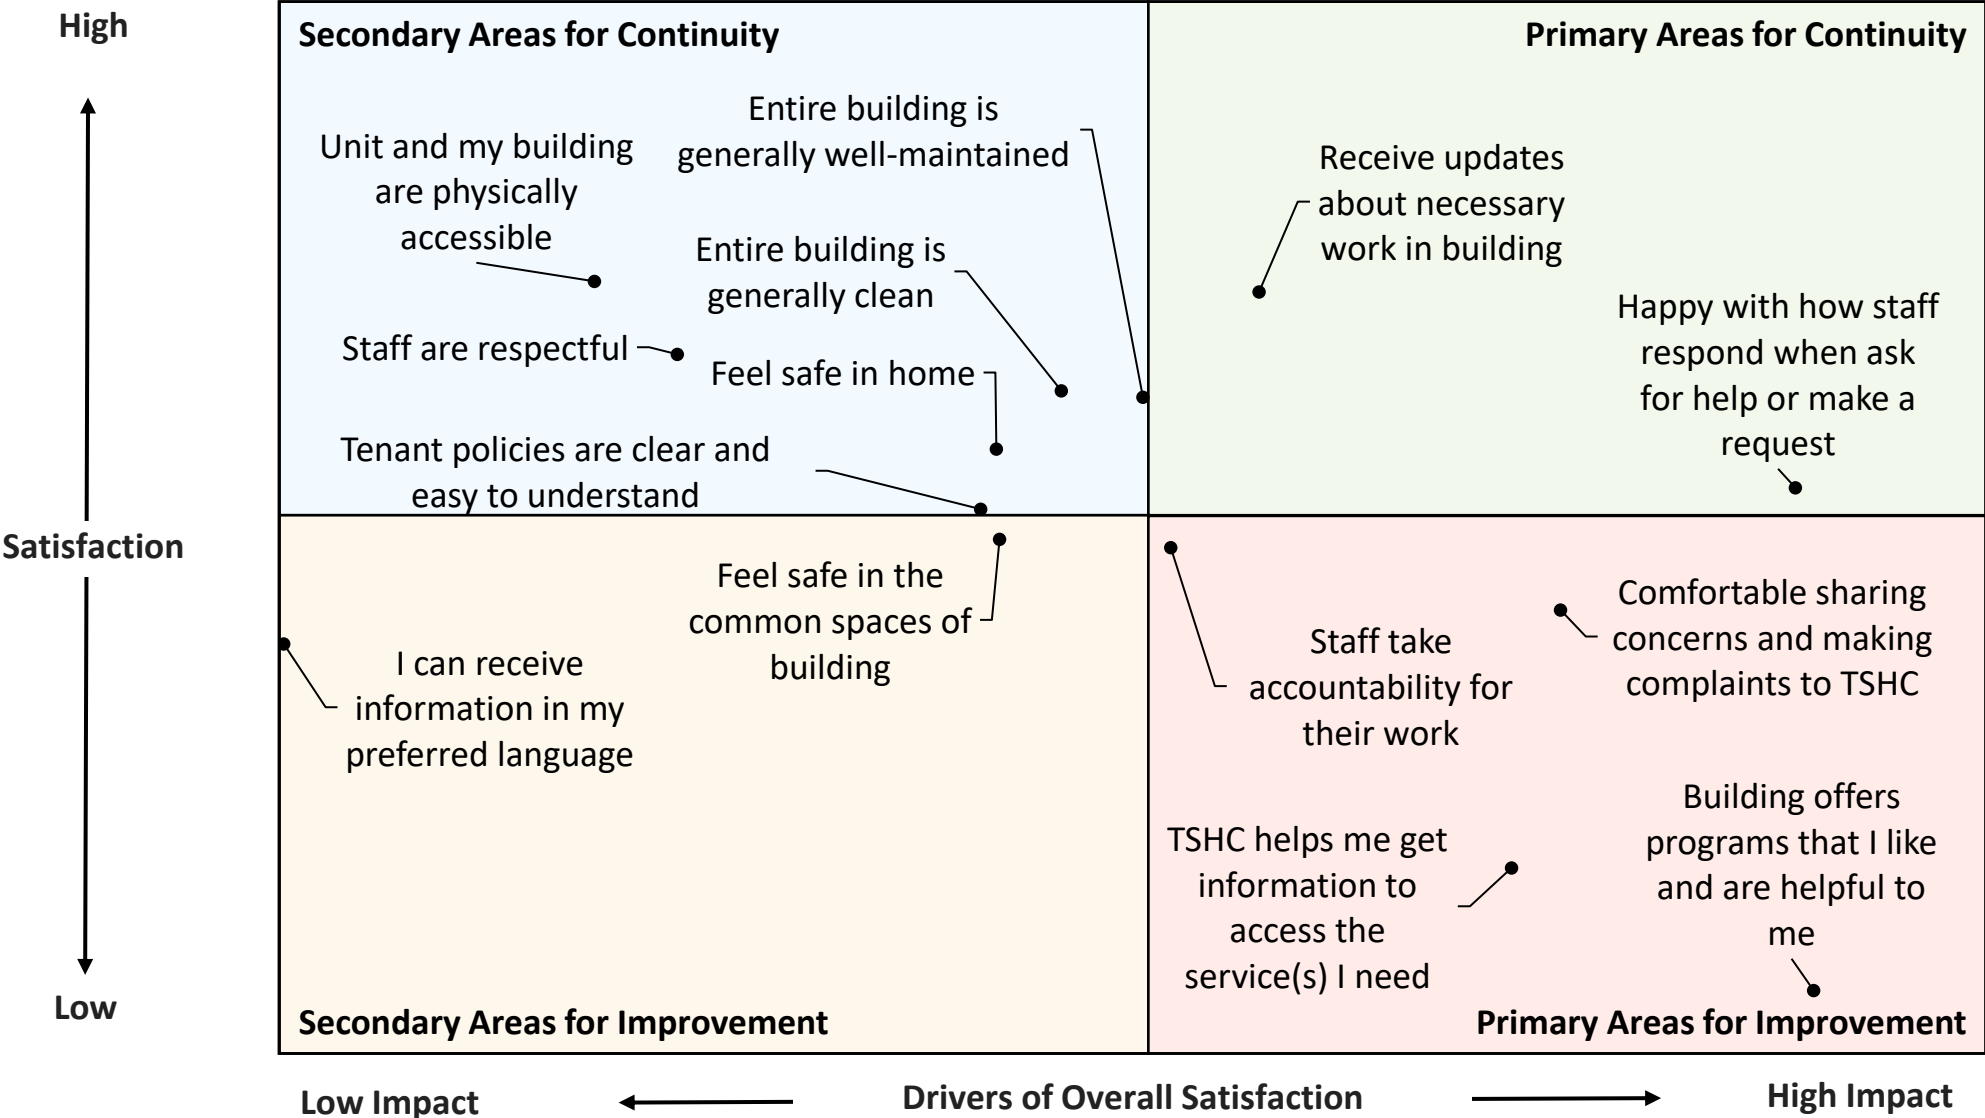 High
Secondary Areas for Continuity
Primary Areas for Continuity
Unit and my building
are physically
accessible
Entire building is
generally well-maintained
Entire building is
generally clean
Staff are respectful
Feel safe in home
Tenant policies are clear and
easy to understand
Receive updates
about necessary
work in building
Happy with how staff
respond when ask
for help or make a
request
Satisfaction
I can receive
information in my
preferred language
Feel safe in the
common spaces of
building
Staff take
accountability for
their work
Comfortable sharing
concerns and making
complaints to TSHC
TSHC helps me get
information to
access the
service(s) I need
Building offers
programs that I like
and are helpful to
me
Low
Secondary Areas for Improvement
Primary Areas for Improvement
Low Impact
Drivers of Overall Satisfaction
High Impact